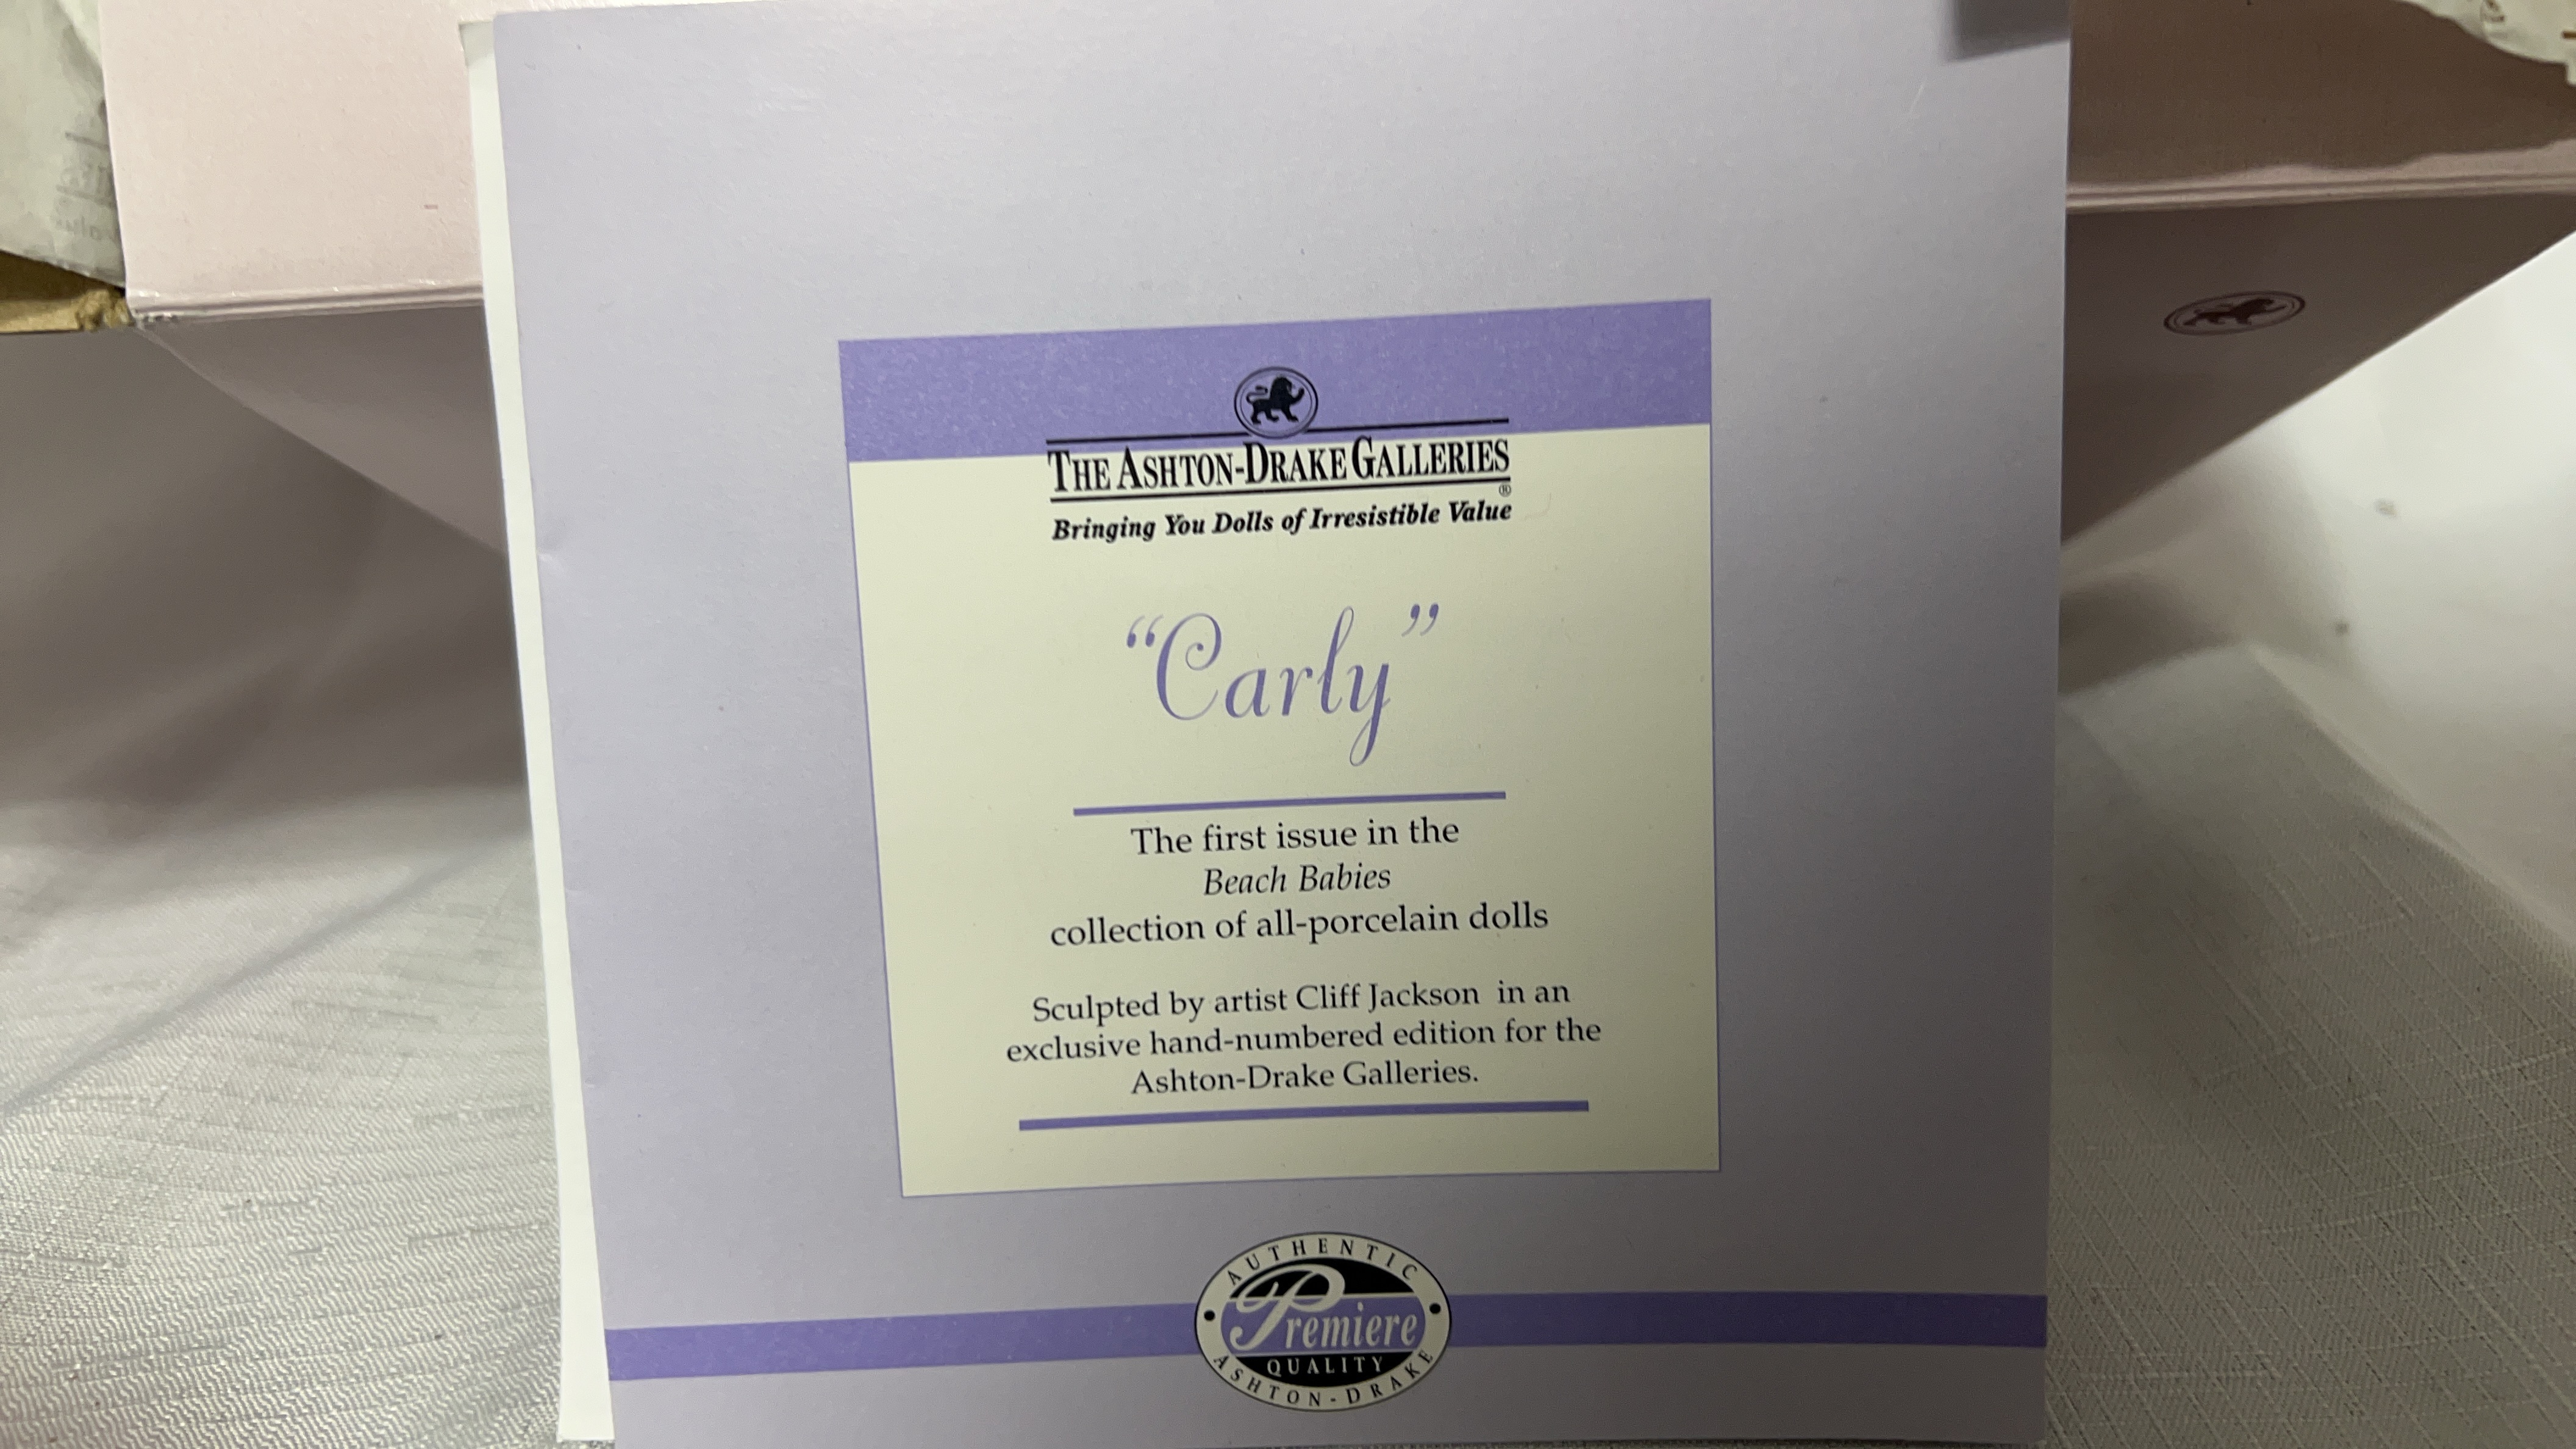 THE ASHTON-DRAKE GALLERIES
®
Bringing You Dolls of Irresistible Value
“Carly”
The first issue in the
Beach Babies
collection of all-porcelain dolls
Sculpted by artist Cliff Jackson in an
exclusive hand-numbered edition for the
Ashton-Drake Galleries.
AUTHENTIC
Premiere
QUALITY
ASHTON-DRAKE